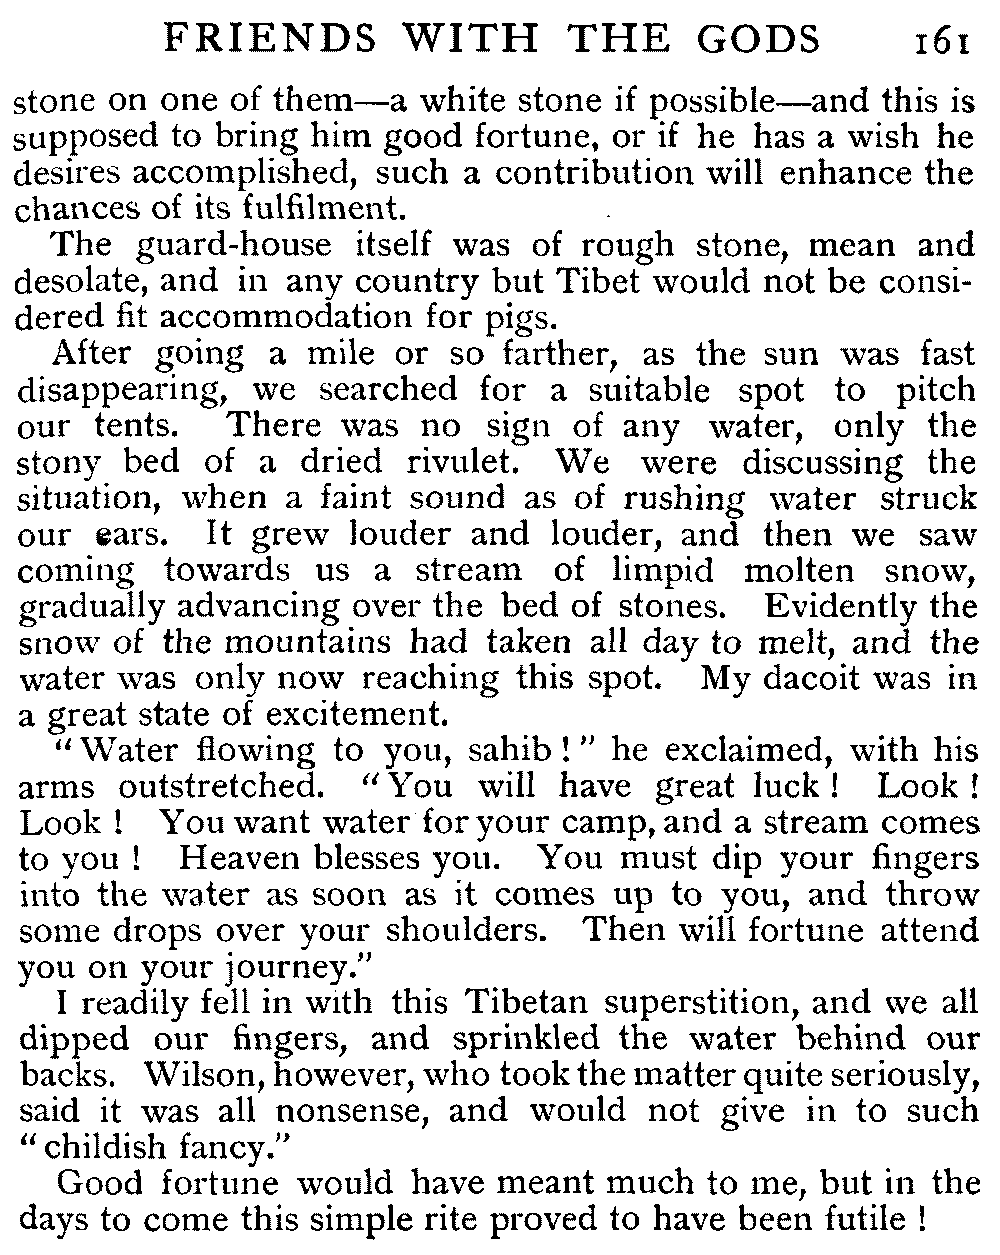 FRIENDS WITH THE GODS 161
stone on one of them—a white stone if possible—and this is
supposed to bring him good fortune, or if he has a wish he
desires accomplished, such a contribution will enhance the
chances of its fulfilment.
The guard-house itself was of rough stone, mean and
desolate, and in any country but Tibet would not be consi-
dered fit accommodation for pigs.
After going a mile or so farther, as the sun was fast
disappearing, we searched for a suitable spot to pitch
our tents. There was no sign of any water, only the
stony bed of a dried rivulet. We were discussing the
situation, when a faint sound as of rushing water struck
our ears. It grew louder and louder, and then we saw
coming towards us a stream of limpid molten snow,
gradually advancing over the bed of stones. Evidently the
snow of the mountains had taken all day to melt, and the
water was only now reaching this spot. My dacoit was in
a great state of excitement.
“Water flowing to you, sahib!” he exclaimed, with his
arms outstretched. “You will have great luck! Look!
Look! You want water for your camp, and a stream comes
to you! Heaven blesses you. You must dip your fingers
into the water as soon as it comes up to you, and throw
some drops over your shoulders. Then will fortune attend
you on your journey.”
I readily fell in with this Tibetan superstition, and we all
dipped our fingers, and sprinkled the water behind our
backs. Wilson, however, who took the matter quite seriously,
said it was all nonsense, and would not give in to such
“childish fancy.”
Good fortune would have meant much to me, but in the
days to come this simple rite proved to have been futile!